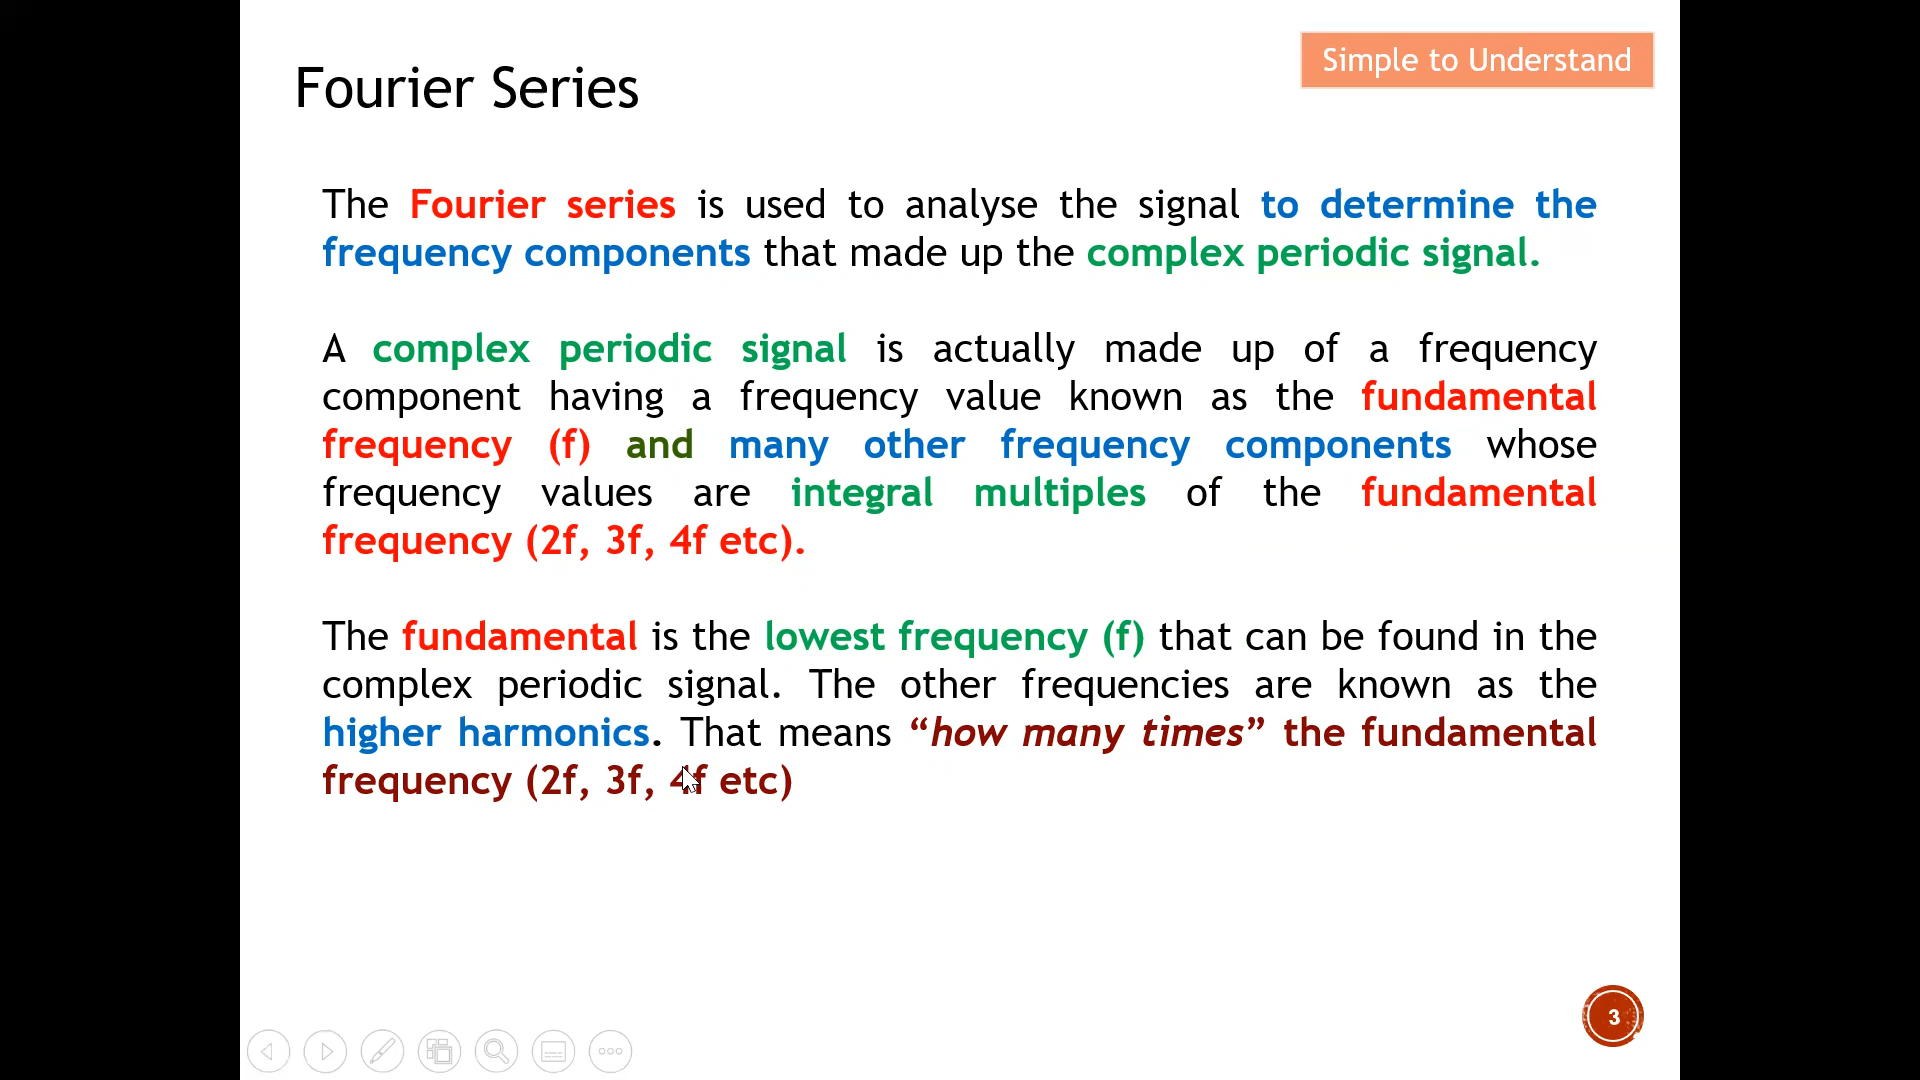 Simple to Understand
Fourier Series
The Fourier series is used to analyse the signal to determine the
frequency components that made up the complex periodic signal.
A complex periodic signal is actually made up of a frequency
component having a frequency value known as the fundamental
frequency (f) and many other frequency components whose
frequency values are integral multiples of the fundamental
frequency (2f, 3f, 4f etc).
The fundamental is the lowest frequency (f) that can be found in the
complex periodic signal. The other frequencies are known as the
higher harmonics. That means “how many times” the fundamental
frequency (2f, 3f, 4f etc)
3